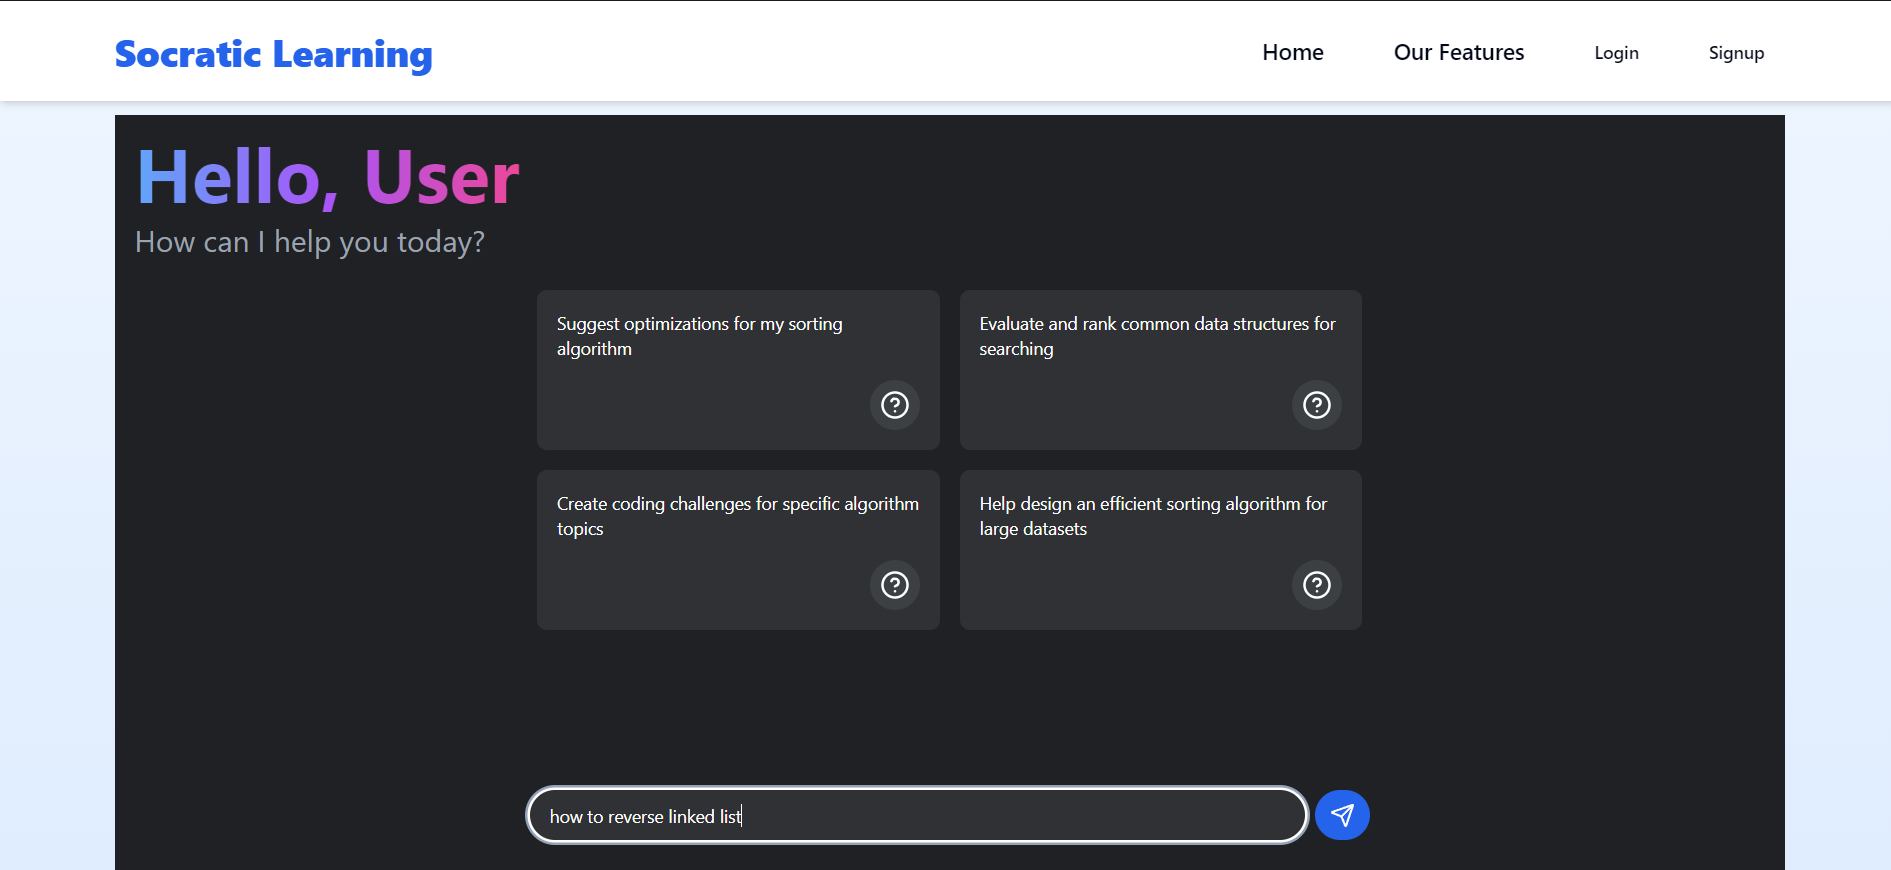 Socratic Learning
Home
Our Features
Login
Signup
Hello, User
How can I help you today?
Suggest optimizations for my sorting
algorithm
Evaluate and rank common data structures for
searching
Create coding challenges for specific algorithm
topics
Help design an efficient sorting algorithm for
large datasets
how to reverse linked list